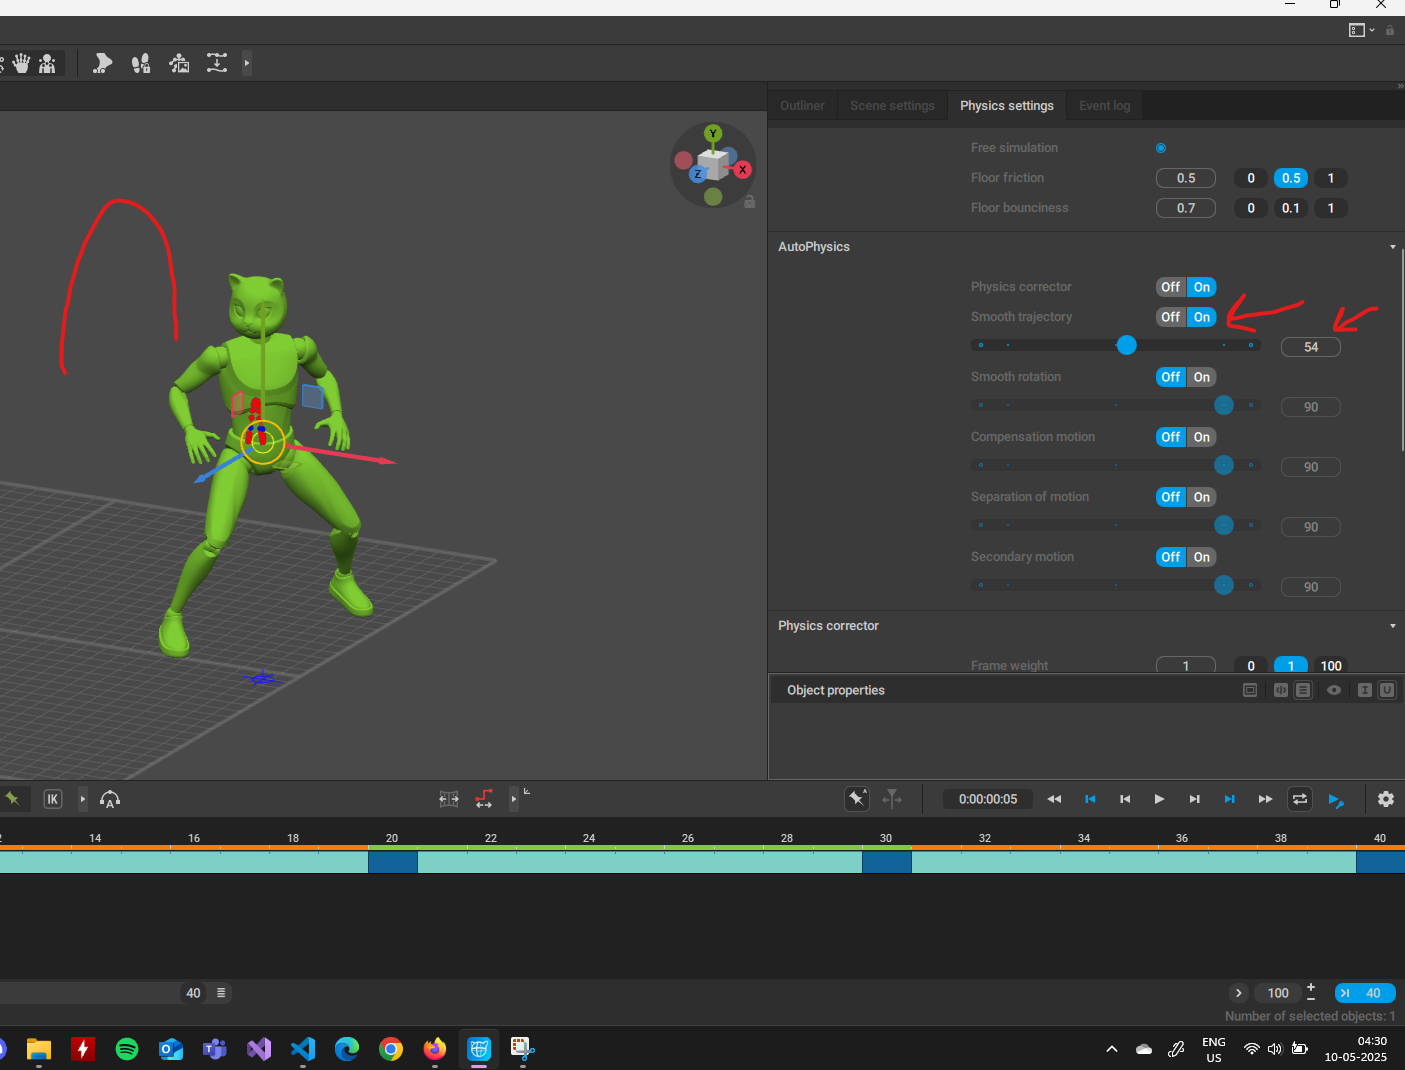 Outliner Scene settings Physics settings Event log
Y
X
Z
Free simulation
Floor friction 0.5 0 0.5 1
Floor bounciness 0.7 0 0.1 1
AutoPhysics
Physics corrector Off On
Smooth trajectory Off On
54
Smooth rotation Off On
90
Compensation motion Off On
90
Separation of motion Off On
90
Secondary motion Off On
90
Physics corrector
Frame weight 1 0 1 100
Object properties
IK A 0:00:00:05
14 16 18 20 22 24 26 28 30 32 34 36 38 40
40 100 40
Number of selected objects: 1
ENG
US
04:30
10-05-2025